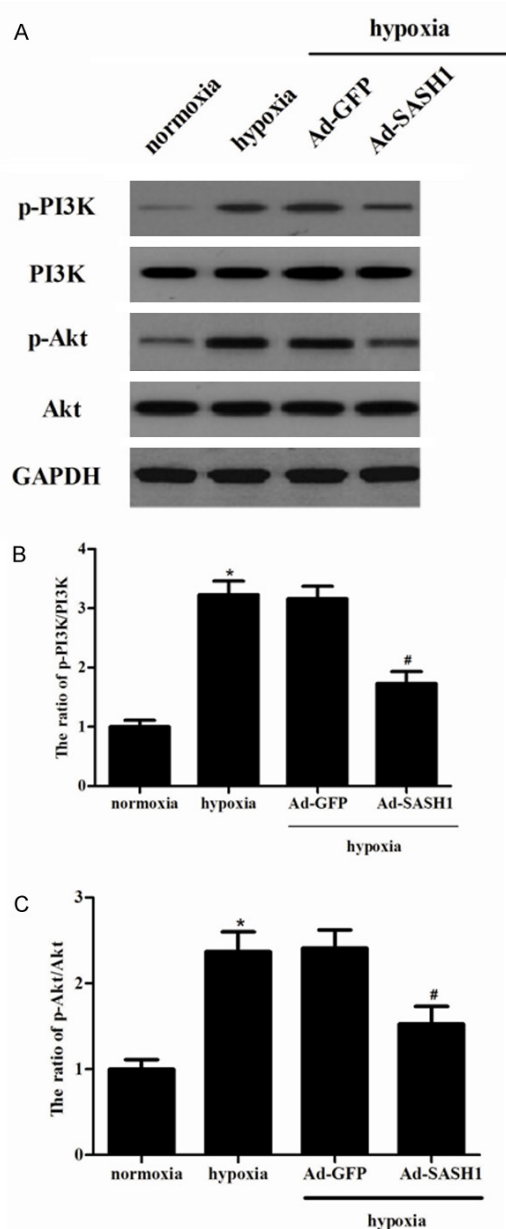 A
hypoxia
normoxia hypoxia Ad-GFP Ad-SASH1
p-PI3K
PI3K
p-Akt
Akt
GAPDH
B
The ratio of p-PI3K/PI3K
4
3
2
1
0
*
#
normoxia hypoxia Ad-GFP Ad-SASH1
hypoxia
C
The ratio of p-Akt/Akt
3
2
1
0
*
#
normoxia hypoxia Ad-GFP Ad-SASH1
hypoxia